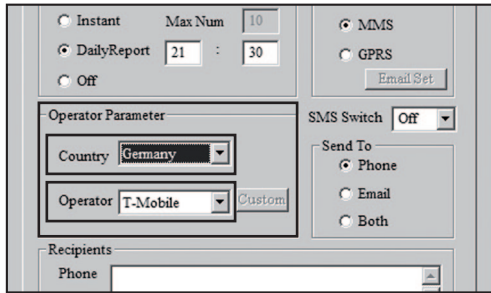 Instant Max Num 10
DailyReport 21 : 30
Off
MMS
GPRS
Email Set
Operator Parameter
Country Germany
Operator T-Mobile Custom
SMS Switch Off
Send To
Phone
Email
Both
Recipients
Phone